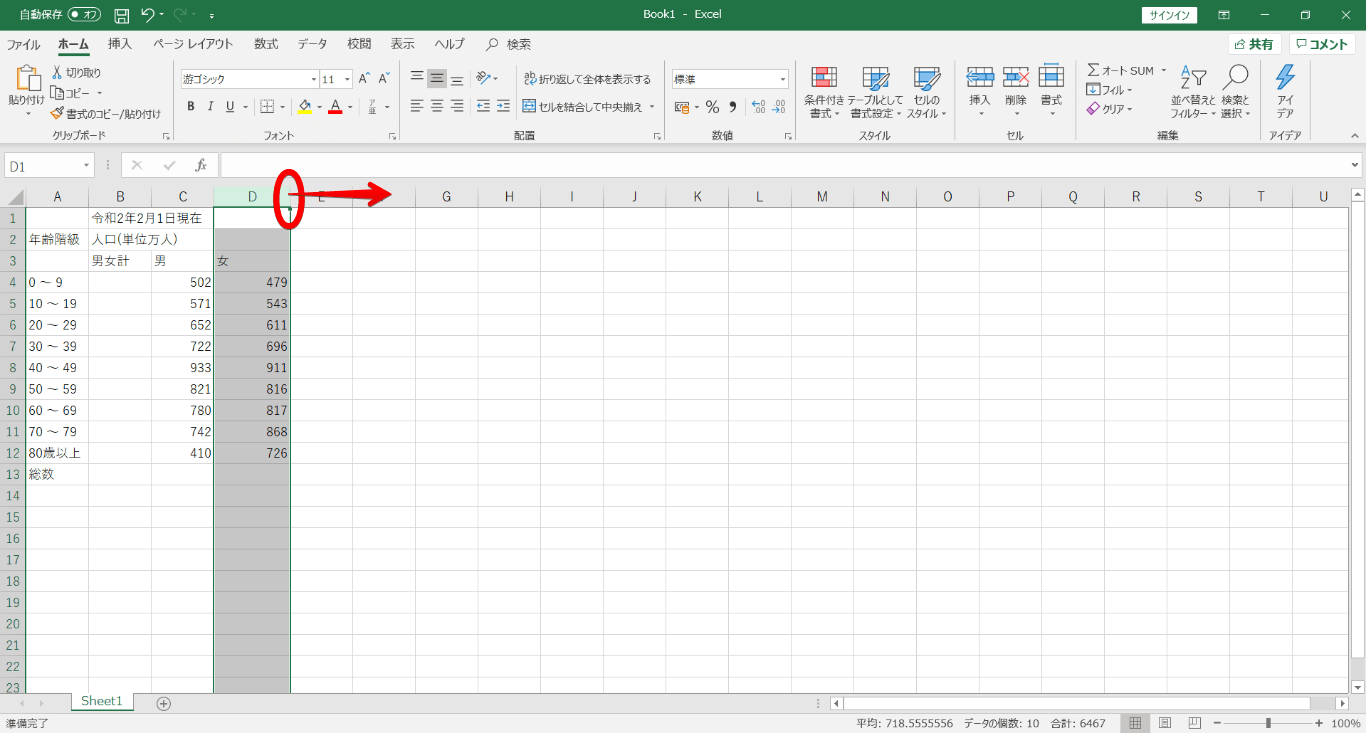 自動保存 オフ Book1 - Excel サインイン
ファイル ホーム 挿入 ページ レイアウト 数式 データ 校閲 表示 ヘルプ 検索 共有 コメント
貼り付け 切り取り コピー 書式のコピー/貼り付け クリップボード
游ゴシック 11 A A B I U A フォント
ab 折り返して全体を表示する セルを結合して中央揃え 配置
標準 % 数値
条件付き書式 テーブルとして書式設定 セルのスタイル スタイル
挿入 削除 書式 セル
オート SUM フィル クリア 並べ替えとフィルター 検索と選択 編集
アイデア アイデア
D1 fx
A B C D E G H I J K L M N O P Q R S T U
1 令和2年2月1日現在
2 年齢階級 人口(単位万人)
3 男女計 男 女
4 0 ～ 9 502 479
5 10 ～ 19 571 543
6 20 ～ 29 652 611
7 30 ～ 39 722 696
8 40 ～ 49 933 911
9 50 ～ 59 821 816
10 60 ～ 69 780 817
11 70 ～ 79 742 868
12 80歳以上 410 726
13 総数
14
15
16
17
18
19
20
21
22
23
Sheet1
準備完了 平均: 718.5555556 データの個数: 10 合計: 6467 100%